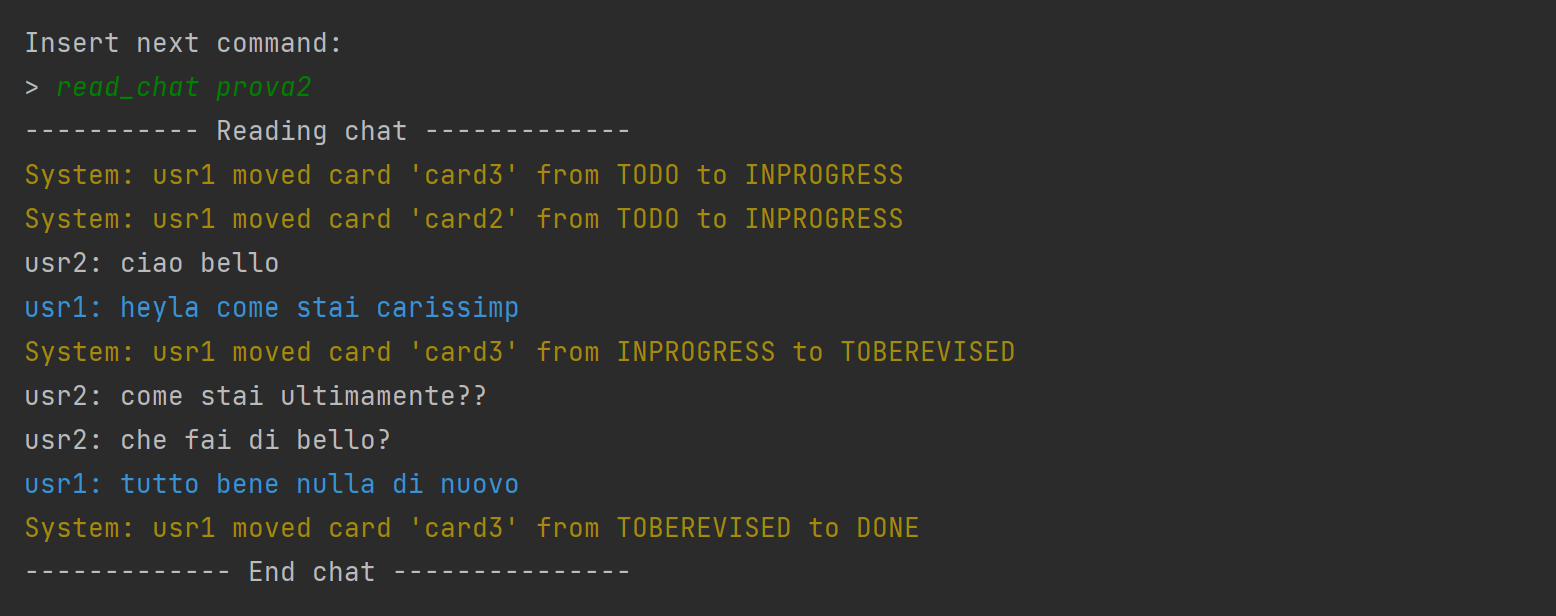 Insert next command:
> read_chat prova2
----------- Reading chat -------------
System: usr1 moved card 'card3' from TODO to INPROGRESS
System: usr1 moved card 'card2' from TODO to INPROGRESS
usr2: ciao bello
usr1: heyla come stai carissimp
System: usr1 moved card 'card3' from INPROGRESS to TOBEREVISED
usr2: come stai ultimamente??
usr2: che fai di bello?
usr1: tutto bene nulla di nuovo
System: usr1 moved card 'card3' from TOBEREVISED to DONE
------------- End chat ---------------